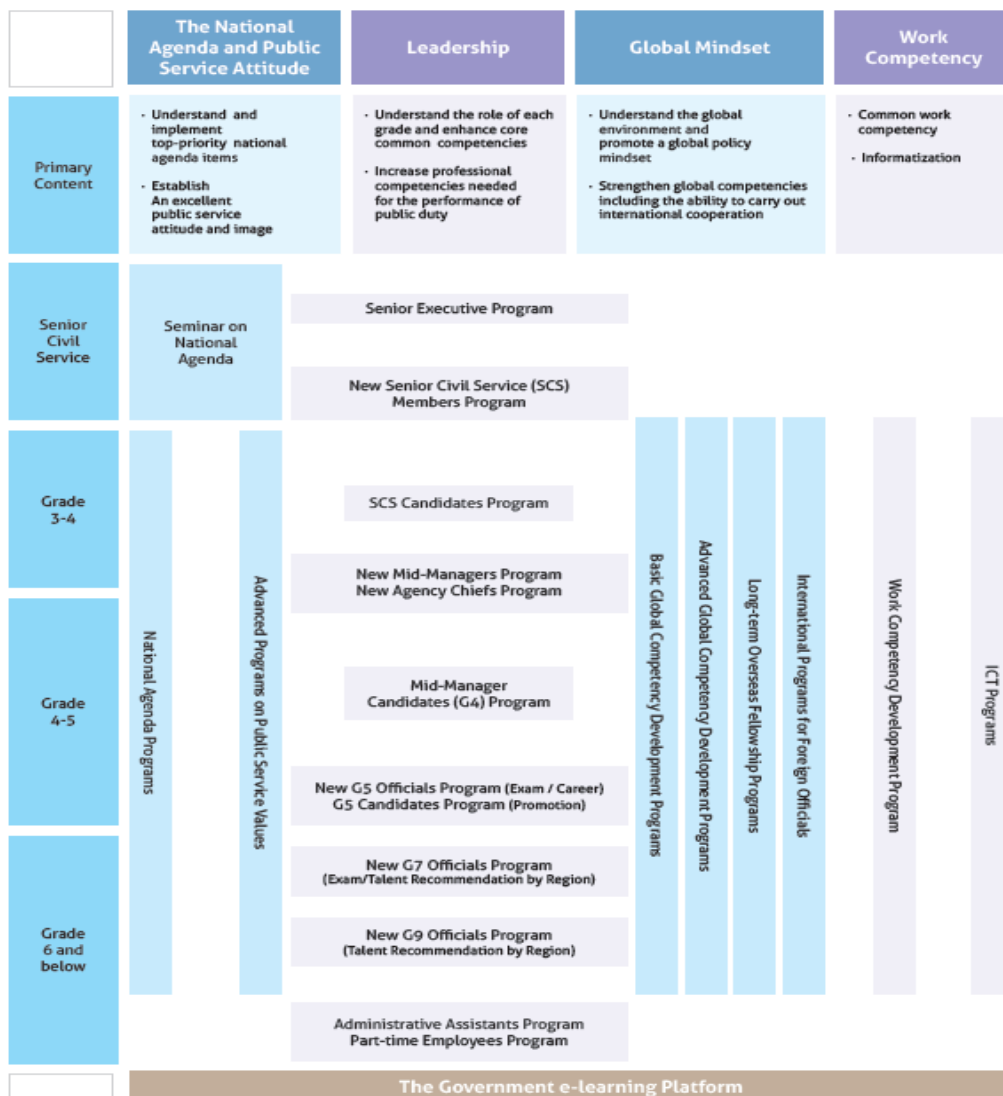 The National
Agenda and Public
Service Attitude
Leadership
Global Mindset
Work
Competency
Primary
Content
· Understand and
implement
top-priority national
agenda items
· Establish
An excellent
public service
attitude and image
· Understand the role of each
grade and enhance core
common competencies
· Increase professional
competencies needed
for the performance of
public duty
· Understand the global
environment and
promote a global policy
mindset
· Strengthen global competencies
including the ability to carry out
international cooperation
· Common work
competency
· Informatization
Senior
Civil
Service
Seminar on
National
Agenda
Senior Executive Program
New Senior Civil Service (SCS)
Members Program
Grade
3-4
SCS Candidates Program
New Mid-Managers Program
New Agency Chiefs Program
Grade
4-5
Mid-Manager
Candidates (G4) Program
New G5 Officials Program (Exam / Career)
G5 Candidates Program (Promotion)
Grade
6 and
below
New G7 Officials Program
(Exam/Talent Recommendation by Region)
New G9 Officials Program
(Talent Recommendation by Region)
Administrative Assistants Program
Part-time Employees Program
National Agenda Programs
Advanced Programs on Public Service Values
Basic Global Competency Development Programs
Advanced Global Competency Development Programs
Long-term Overseas Fellowship Programs
International Programs for Foreign Officials
Work Competency Development Program
ICT Programs
The Government e-learning Platform